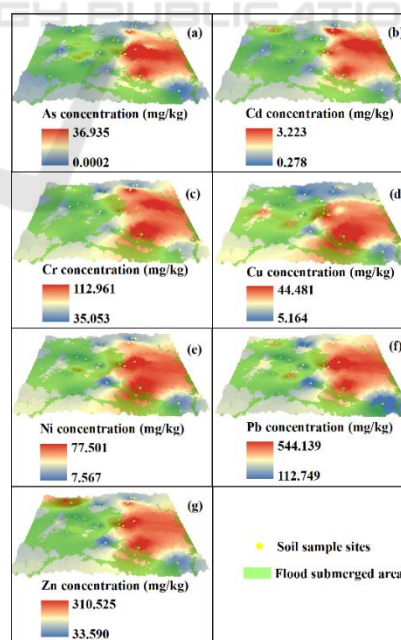 GY PUBLICATIO
(a)
As concentration (mg/kg)
36.935
0.0002
(b)
Cd concentration (mg/kg)
3.223
0.278
(c)
Cr concentration (mg/kg)
112.961
35.053
(d)
Cu concentration (mg/kg)
44.481
5.164
(e)
Ni concentration (mg/kg)
77.501
7.567
(f)
Pb concentration (mg/kg)
544.139
112.749
(g)
Zn concentration (mg/kg)
310.525
33.590
Soil sample sites
Flood submerged area